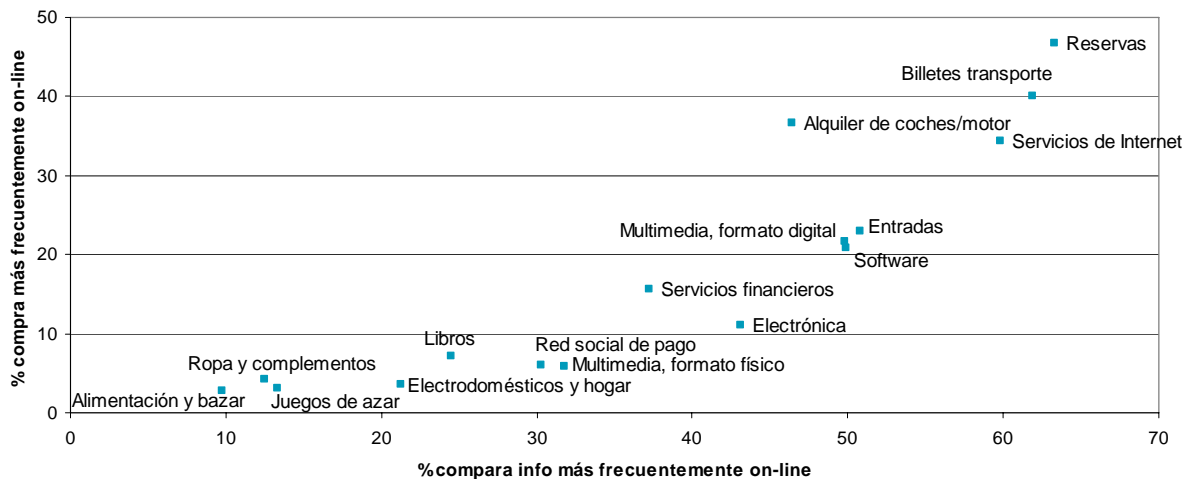 50
Reservas
Billetes transporte
40
Alquiler de coches/motor
Servicios de Internet
30
Multimedia, formato digital
Entradas
20
Software
Servicios financieros
Electrónica
10
Libros
Red social de pago
Ropa y complementos
Multimedia, formato físico
Electrodomésticos y hogar
Alimentación y bazar
Juegos de azar
0
0 10 20 30 40 50 60 70
% compra más frecuentemente on-line
%compara info más frecuentemente on-line